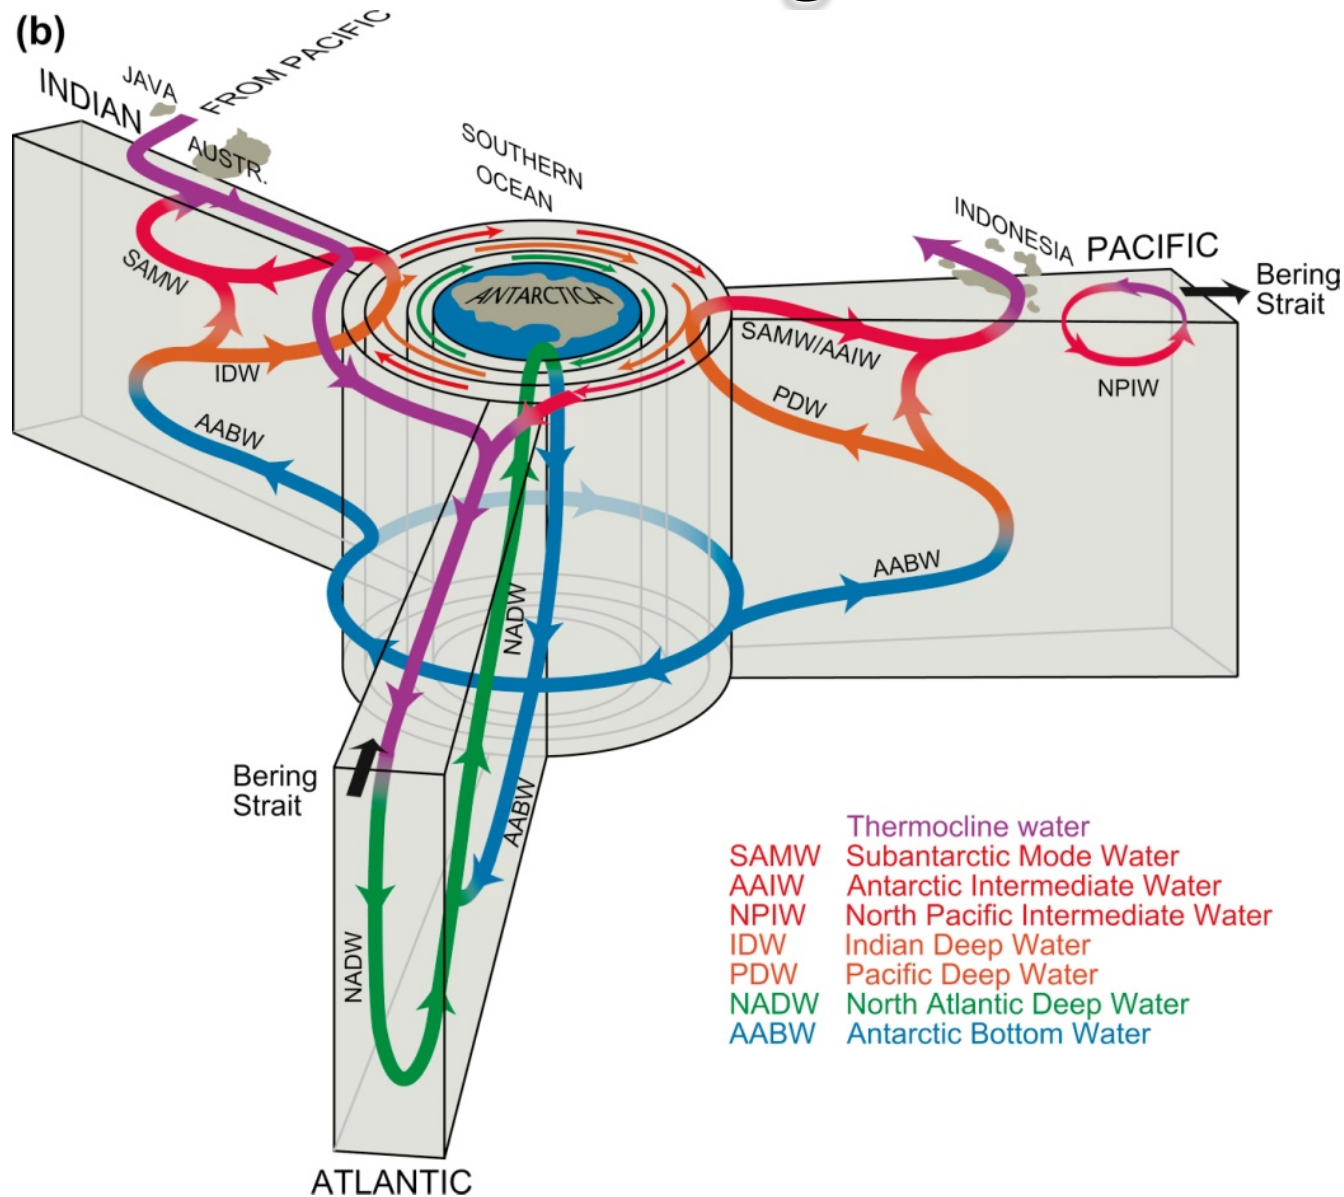 (b)
JAVA
FROM PACIFIC
INDIAN
AUSTR.
SOUTHERN
OCEAN
INDONESIA
PACIFIC
Bering
Strait
SAMW
ANTARCTICA
SAMW/AAIW
NPIW
IDW
PDW
AABW
AABW
NADW
Bering
Strait
AABW
NADW
ATLANTIC
Thermocline water
SAMW Subantarctic Mode Water
AAIW Antarctic Intermediate Water
NPIW North Pacific Intermediate Water
IDW Indian Deep Water
PDW Pacific Deep Water
NADW North Atlantic Deep Water
AABW Antarctic Bottom Water